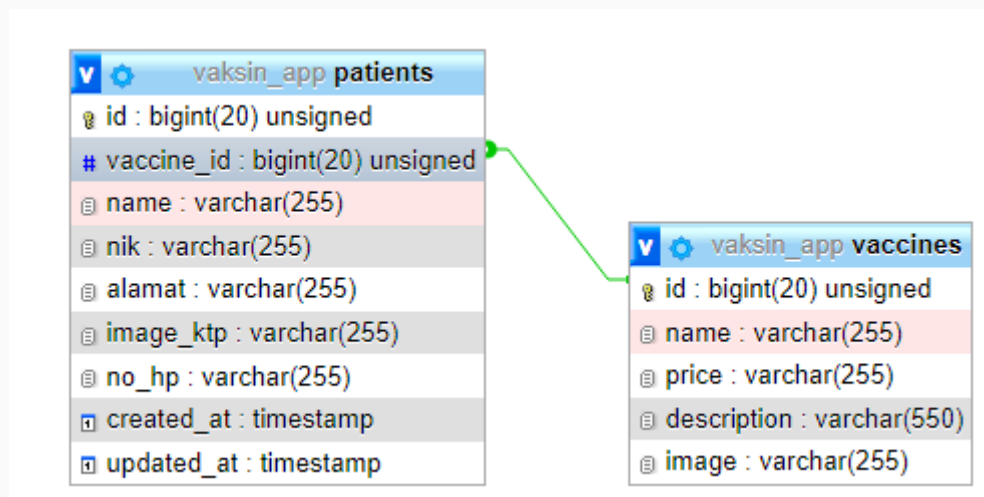 v vaksin_app patients
id : bigint(20) unsigned
# vaccine_id : bigint(20) unsigned
name : varchar(255)
nik : varchar(255)
alamat : varchar(255)
image_ktp : varchar(255)
no_hp : varchar(255)
created_at : timestamp
updated_at : timestamp
v vaksin_app vaccines
id : bigint(20) unsigned
name : varchar(255)
price : varchar(255)
description : varchar(550)
image : varchar(255)